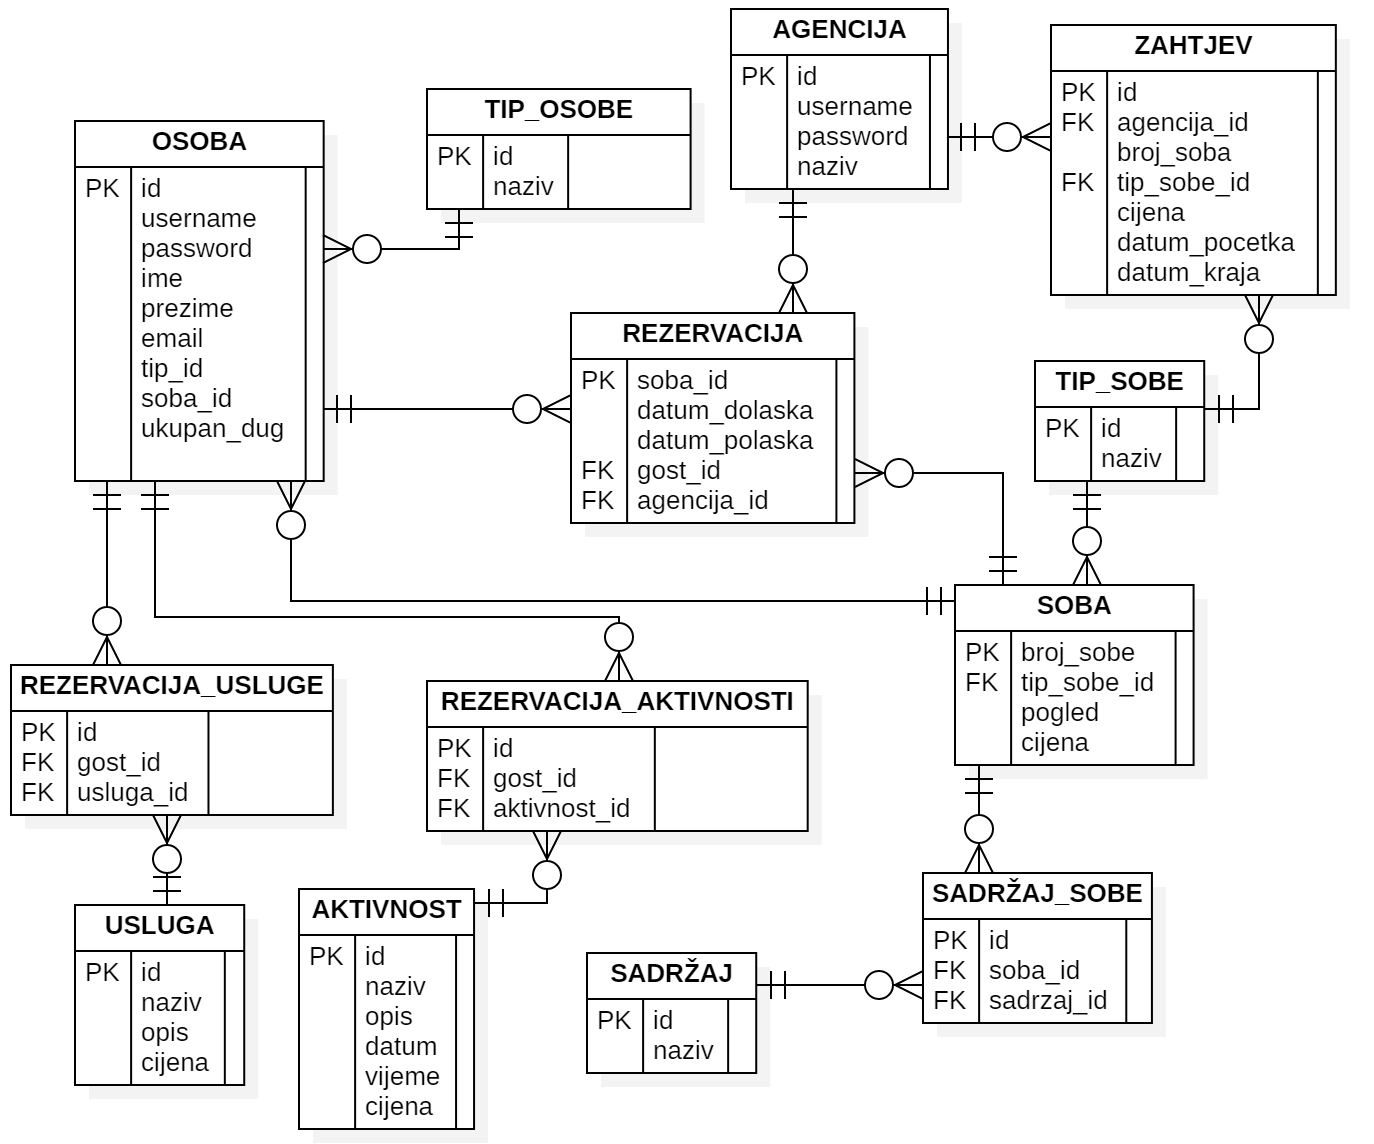 AGENCIJA
PK id
username
password
naziv
ZAHTJEV
PK id
FK agencija_id
broj_soba
FK tip_sobe_id
cijena
datum_pocetka
datum_kraja
TIP_OSOBE
PK id
naziv
OSOBA
PK id
username
password
ime
prezime
email
tip_id
soba_id
ukupan_dug
REZERVACIJA
PK soba_id
datum_dolaska
datum_polaska
FK gost_id
FK agencija_id
TIP_SOBE
PK id
naziv
SOBA
PK broj_sobe
FK tip_sobe_id
pogled
cijena
REZERVACIJA_USLUGE
PK id
FK gost_id
FK usluga_id
REZERVACIJA_AKTIVNOSTI
PK id
FK gost_id
FK aktivnost_id
SADRŽAJ_SOBE
PK id
FK soba_id
FK sadrzaj_id
USLUGA
PK id
naziv
opis
cijena
AKTIVNOST
PK id
naziv
opis
datum
vijeme
cijena
SADRŽAJ
PK id
naziv